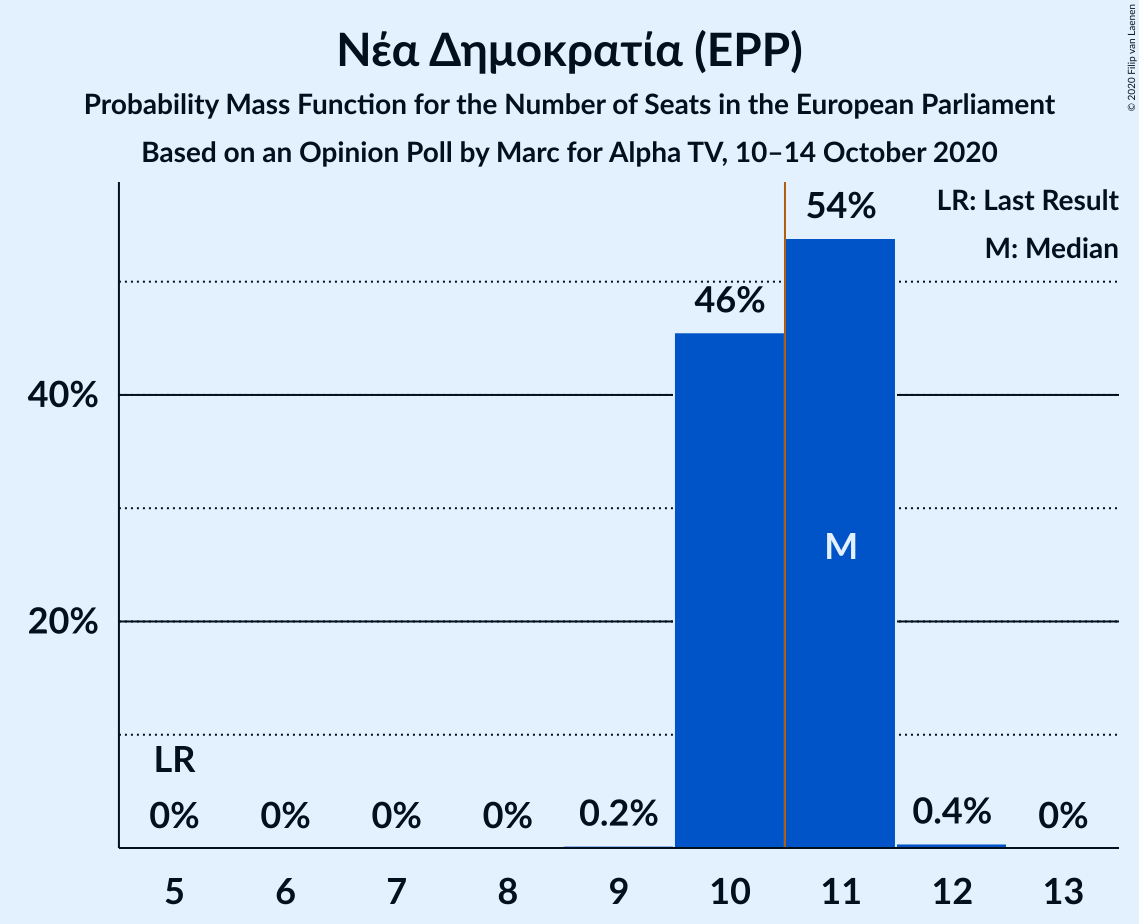 Νέα Δημοκρατία (EPP)
Probability Mass Function for the Number of Seats in the European Parliament
Based on an Opinion Poll by Marc for Alpha TV, 10–14 October 2020
© 2020 Filip van Laenen
LR: Last Result
M: Median
54%
46%
40%
M
20%
LR
0% 0% 0% 0% 0.2% 0.4% 0%
5 6 7 8 9 10 11 12 13